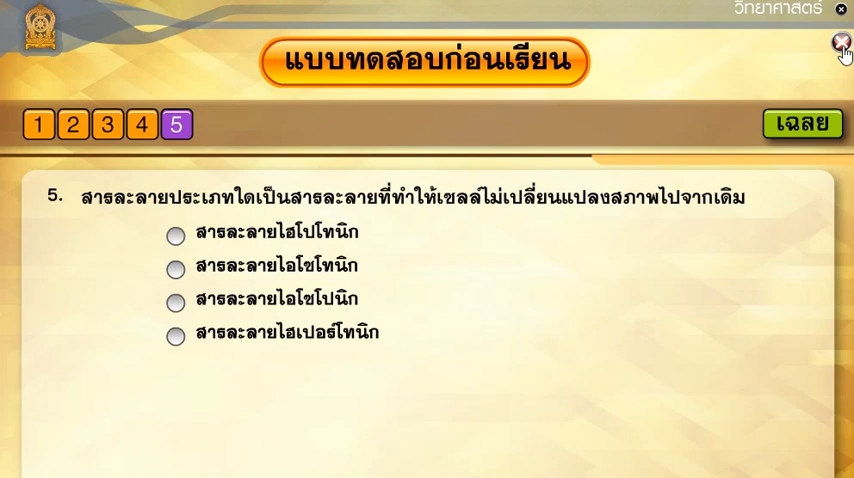 วิทยาศาสตร์
แบบทดสอบก่อนเรียน
1 2 3 4 5
เฉลย
5. สารละลายประเภทใดเป็นสารละลายที่ทำให้เซลล์ไม่เปลี่ยนแปลงสภาพไปจากเดิม
สารละลายไฮโปโทนิก
สารละลายไอโซโทนิก
สารละลายไอโซโปนิก
สารละลายไฮเปอร์โทนิก